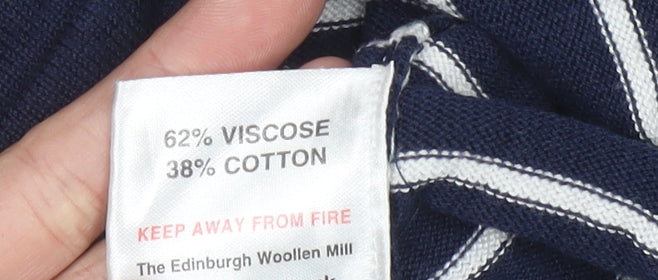 62% VISCOSE
38% COTTON
KEEP AWAY FROM FIRE
The Edinburgh Woollen Mill